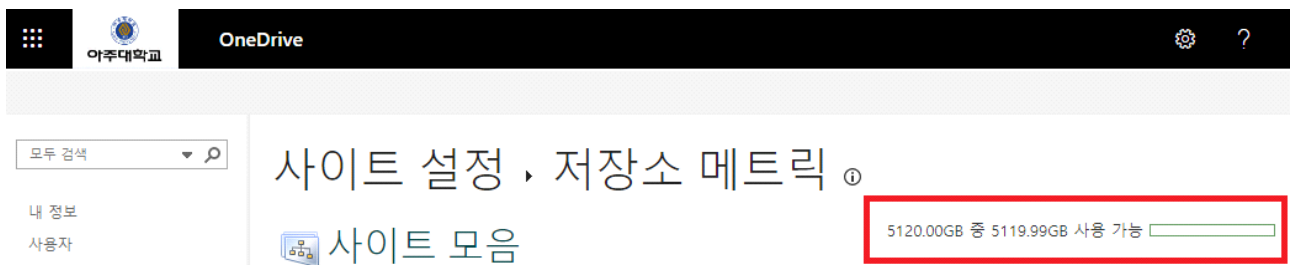 아주대학교
OneDrive
?
모두 검색
사이트 설정 › 저장소 메트릭
내 정보
사용자
사이트 모음
5120.00GB 중 5119.99GB 사용 가능